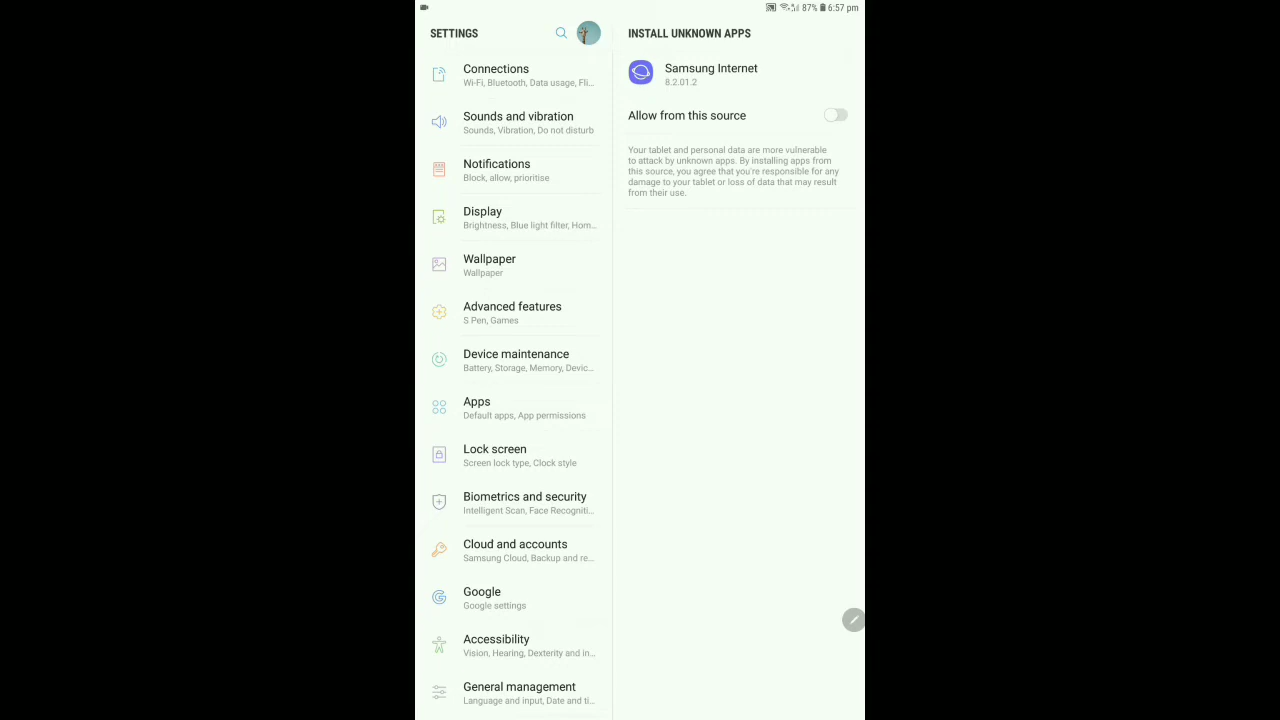 87% 6:57 pm
SETTINGS
Connections
Wi-Fi, Bluetooth, Data usage, Fli...
Sounds and vibration
Sounds, Vibration, Do not disturb
Notifications
Block, allow, prioritise
Display
Brightness, Blue light filter, Hom...
Wallpaper
Wallpaper
Advanced features
S Pen, Games
Device maintenance
Battery, Storage, Memory, Devic...
Apps
Default apps, App permissions
Lock screen
Screen lock type, Clock style
Biometrics and security
Intelligent Scan, Face Recogniti...
Cloud and accounts
Samsung Cloud, Backup and re...
Google
Google settings
Accessibility
Vision, Hearing, Dexterity and in...
General management
Language and input, Date and ti...
INSTALL UNKNOWN APPS
Samsung Internet
8.2.01.2
Allow from this source
Your tablet and personal data are more vulnerable
to attack by unknown apps. By installing apps from
this source, you agree that you're responsible for any
damage to your tablet or loss of data that may result
from their use.